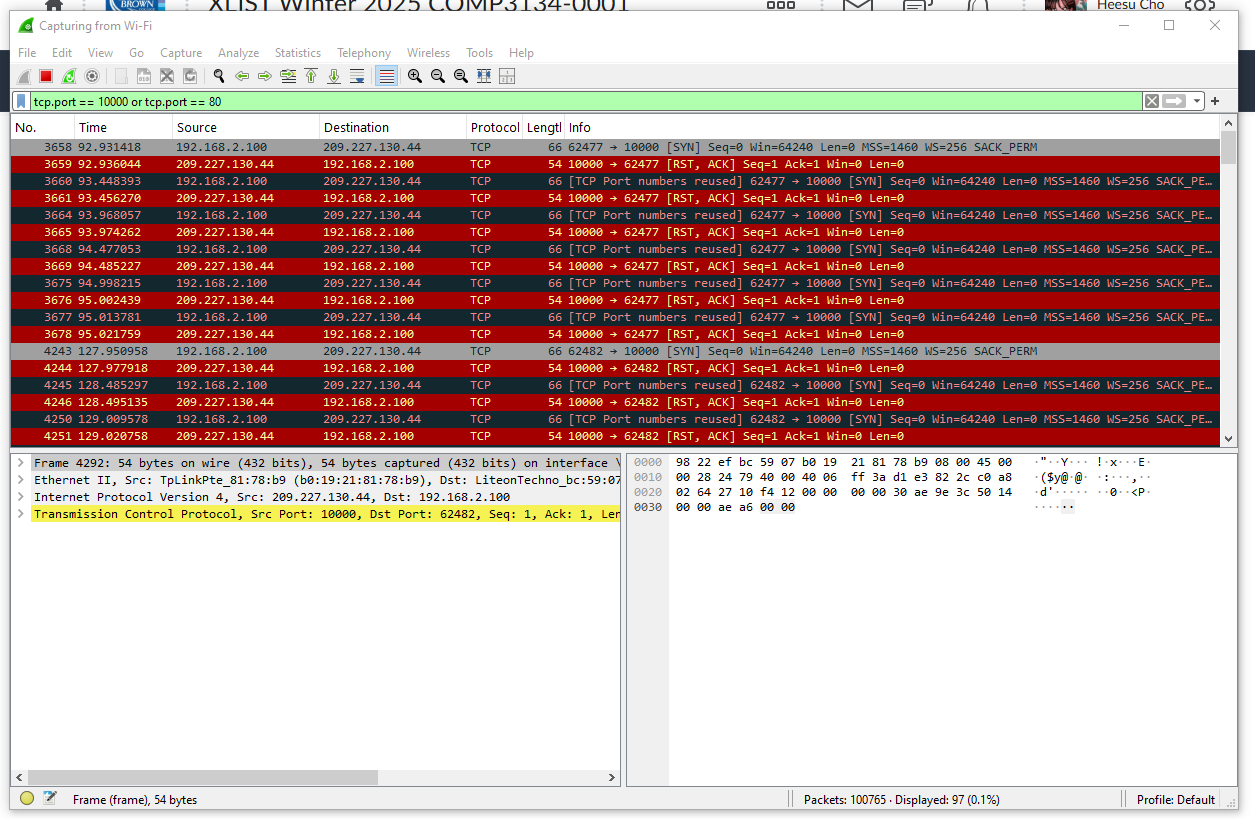 BROWN
XLIST Winter 2025 COMP3134-0001
Heesu Cho
Capturing from Wi-Fi
File Edit View Go Capture Analyze Statistics Telephony Wireless Tools Help
tcp.port == 10000 or tcp.port == 80
No. Time Source Destination Protocol Lengtl Info
3658 92.931418 192.168.2.100 209.227.130.44 TCP 66 62477 → 10000 [SYN] Seq=0 Win=64240 Len=0 MSS=1460 WS=256 SACK_PERM
3659 92.936044 209.227.130.44 192.168.2.100 TCP 54 10000 → 62477 [RST, ACK] Seq=1 Ack=1 Win=0 Len=0
3660 93.448393 192.168.2.100 209.227.130.44 TCP 66 [TCP Port numbers reused] 62477 → 10000 [SYN] Seq=0 Win=64240 Len=0 MSS=1460 WS=256 SACK_PE…
3661 93.456270 209.227.130.44 192.168.2.100 TCP 54 10000 → 62477 [RST, ACK] Seq=1 Ack=1 Win=0 Len=0
3664 93.968057 192.168.2.100 209.227.130.44 TCP 66 [TCP Port numbers reused] 62477 → 10000 [SYN] Seq=0 Win=64240 Len=0 MSS=1460 WS=256 SACK_PE…
3665 93.974262 209.227.130.44 192.168.2.100 TCP 54 10000 → 62477 [RST, ACK] Seq=1 Ack=1 Win=0 Len=0
3668 94.477053 192.168.2.100 209.227.130.44 TCP 66 [TCP Port numbers reused] 62477 → 10000 [SYN] Seq=0 Win=64240 Len=0 MSS=1460 WS=256 SACK_PE…
3669 94.485227 209.227.130.44 192.168.2.100 TCP 54 10000 → 62477 [RST, ACK] Seq=1 Ack=1 Win=0 Len=0
3675 94.998215 192.168.2.100 209.227.130.44 TCP 66 [TCP Port numbers reused] 62477 → 10000 [SYN] Seq=0 Win=64240 Len=0 MSS=1460 WS=256 SACK_PE…
3676 95.002439 209.227.130.44 192.168.2.100 TCP 54 10000 → 62477 [RST, ACK] Seq=1 Ack=1 Win=0 Len=0
3677 95.013781 192.168.2.100 209.227.130.44 TCP 66 [TCP Port numbers reused] 62477 → 10000 [SYN] Seq=0 Win=64240 Len=0 MSS=1460 WS=256 SACK_PE…
3678 95.021759 209.227.130.44 192.168.2.100 TCP 54 10000 → 62477 [RST, ACK] Seq=1 Ack=1 Win=0 Len=0
4243 127.950958 192.168.2.100 209.227.130.44 TCP 66 62482 → 10000 [SYN] Seq=0 Win=64240 Len=0 MSS=1460 WS=256 SACK_PERM
4244 127.977918 209.227.130.44 192.168.2.100 TCP 54 10000 → 62482 [RST, ACK] Seq=1 Ack=1 Win=0 Len=0
4245 128.485297 192.168.2.100 209.227.130.44 TCP 66 [TCP Port numbers reused] 62482 → 10000 [SYN] Seq=0 Win=64240 Len=0 MSS=1460 WS=256 SACK_PE…
4246 128.495135 209.227.130.44 192.168.2.100 TCP 54 10000 → 62482 [RST, ACK] Seq=1 Ack=1 Win=0 Len=0
4250 129.009578 192.168.2.100 209.227.130.44 TCP 66 [TCP Port numbers reused] 62482 → 10000 [SYN] Seq=0 Win=64240 Len=0 MSS=1460 WS=256 SACK_PE…
4251 129.020758 209.227.130.44 192.168.2.100 TCP 54 10000 → 62482 [RST, ACK] Seq=1 Ack=1 Win=0 Len=0
Frame 4292: 54 bytes on wire (432 bits), 54 bytes captured (432 bits) on interface \
Ethernet II, Src: TpLinkPte_81:78:b9 (b0:19:21:81:78:b9), Dst: LiteonTechno_bc:59:07
Internet Protocol Version 4, Src: 209.227.130.44, Dst: 192.168.2.100
Transmission Control Protocol, Src Port: 10000, Dst Port: 62482, Seq: 1, Ack: 1, Len
0000 98 22 ef bc 59 07 b0 19 21 81 78 b9 08 00 45 00 ·"··Y··· !·x···E·
0010 00 28 24 79 40 00 40 06 ff 3a d1 e3 82 2c c0 a8 ·($y@·@· ·:···,··
0020 02 64 27 10 f4 12 00 00 00 00 30 ae 9e 3c 50 14 ·d'····· ··0··<P·
0030 00 00 ae a6 00 00 ······
Frame (frame), 54 bytes
Packets: 100765 · Displayed: 97 (0.1%)
Profile: Default